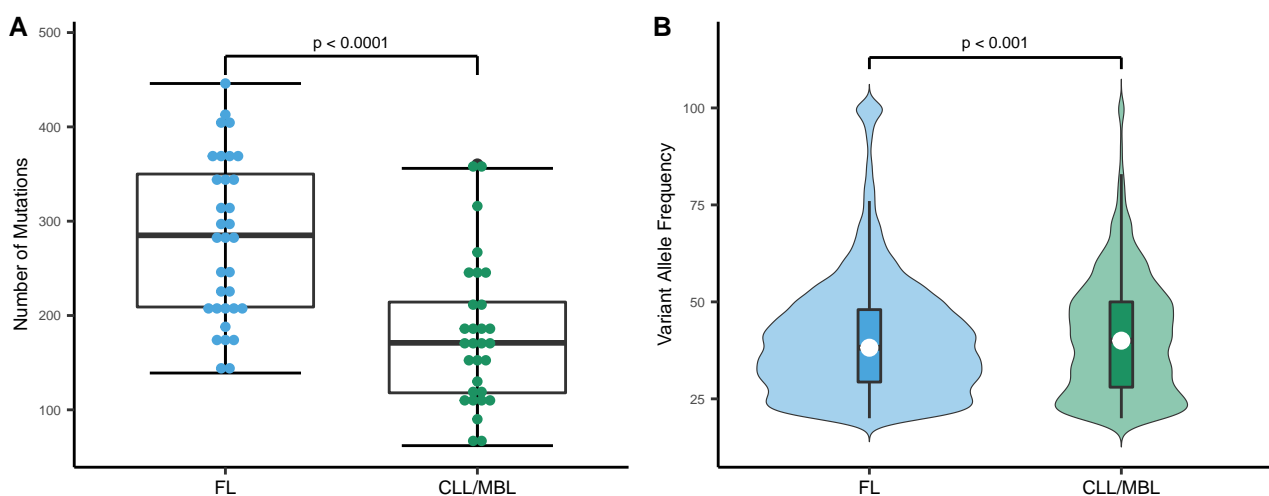 A
Number of Mutations
500
400
300
200
100
p < 0.0001
FL
CLL/MBL
B
Variant Allele Frequency
100
75
50
25
p < 0.001
FL
CLL/MBL